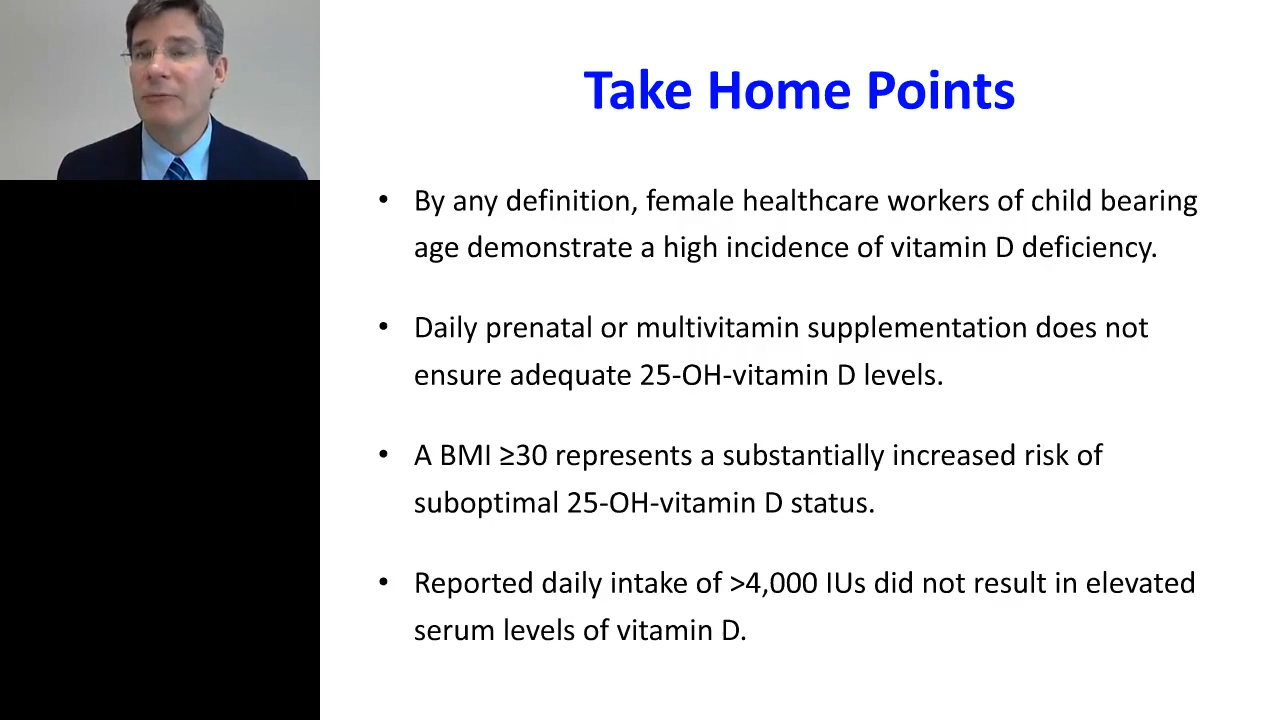 Take Home Points
• By any definition, female healthcare workers of child bearing
age demonstrate a high incidence of vitamin D deficiency.
• Daily prenatal or multivitamin supplementation does not
ensure adequate 25-OH-vitamin D levels.
• A BMI ≥30 represents a substantially increased risk of
suboptimal 25-OH-vitamin D status.
• Reported daily intake of >4,000 IUs did not result in elevated
serum levels of vitamin D.